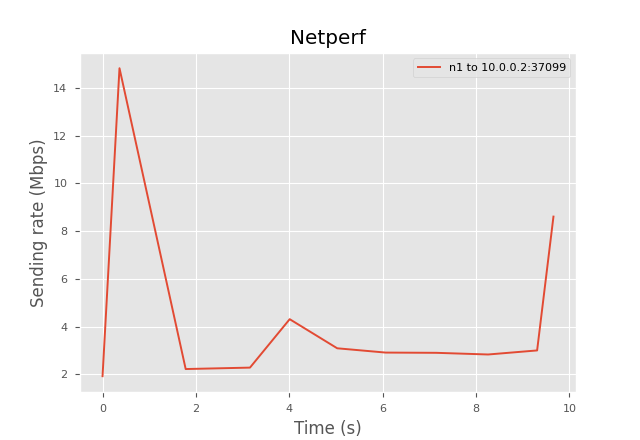 Netperf
n1 to 10.0.0.2:37099
Sending rate (Mbps)
14
12
10
8
6
4
2
0 2 4 6 8 10
Time (s)